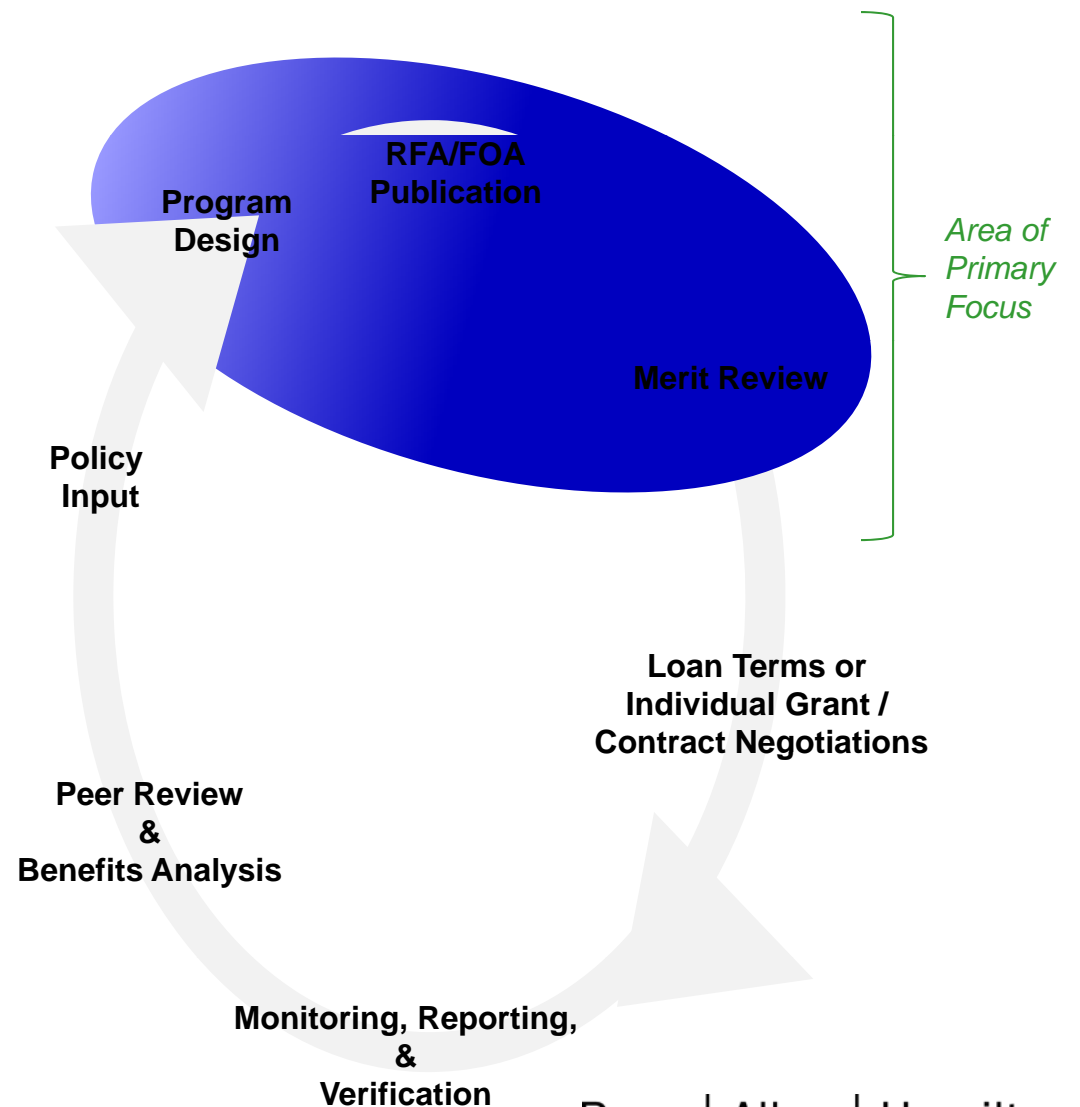 RFA/FOA
Publication
Program
Design
Area of
Primary
Focus
Merit Review
Policy
Input
Loan Terms or
Individual Grant /
Contract Negotiations
Peer Review
&
Benefits Analysis
Monitoring, Reporting,
&
Verification